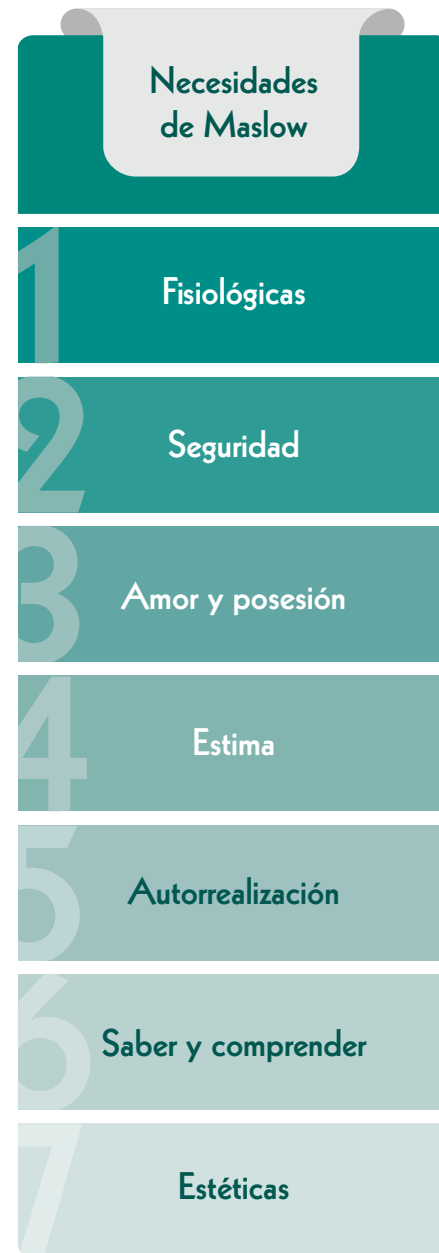 Necesidades
de Maslow
1
Fisiológicas
2
Seguridad
3
Amor y posesión
4
Estima
5
Autorrealización
6
Saber y comprender
7
Estéticas